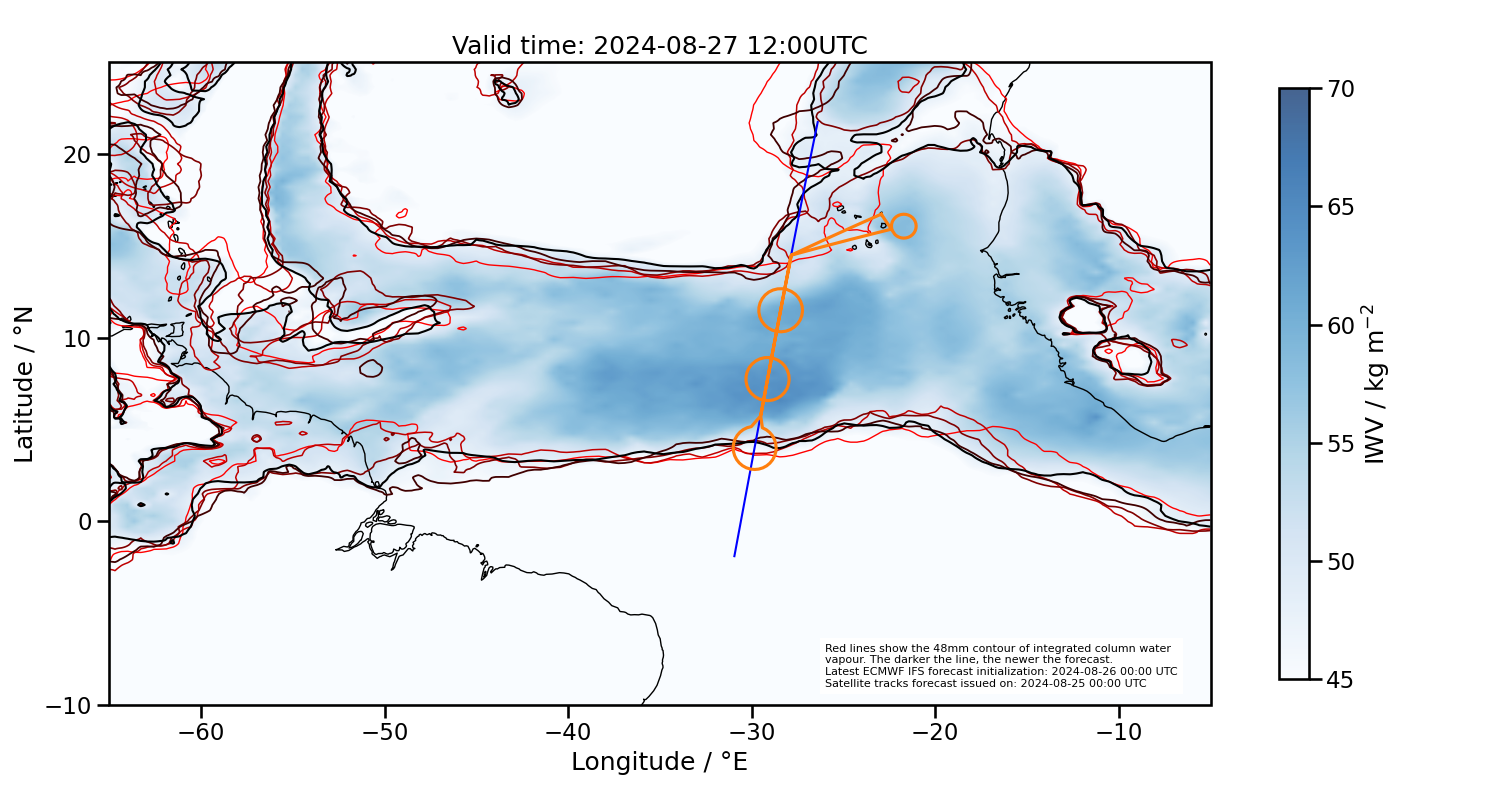 Valid time: 2024-08-27 12:00UTC
20
10
0
−10
Latitude / °N
−60
−50
−40
−30
−20
−10
Longitude / °E
Red lines show the 48mm contour of integrated column water
vapour. The darker the line, the newer the forecast.
Latest ECMWF IFS forecast initialization: 2024-08-26 00:00 UTC
Satellite tracks forecast issued on: 2024-08-25 00:00 UTC
70
65
60
55
50
45
IWV / kg m⁻²